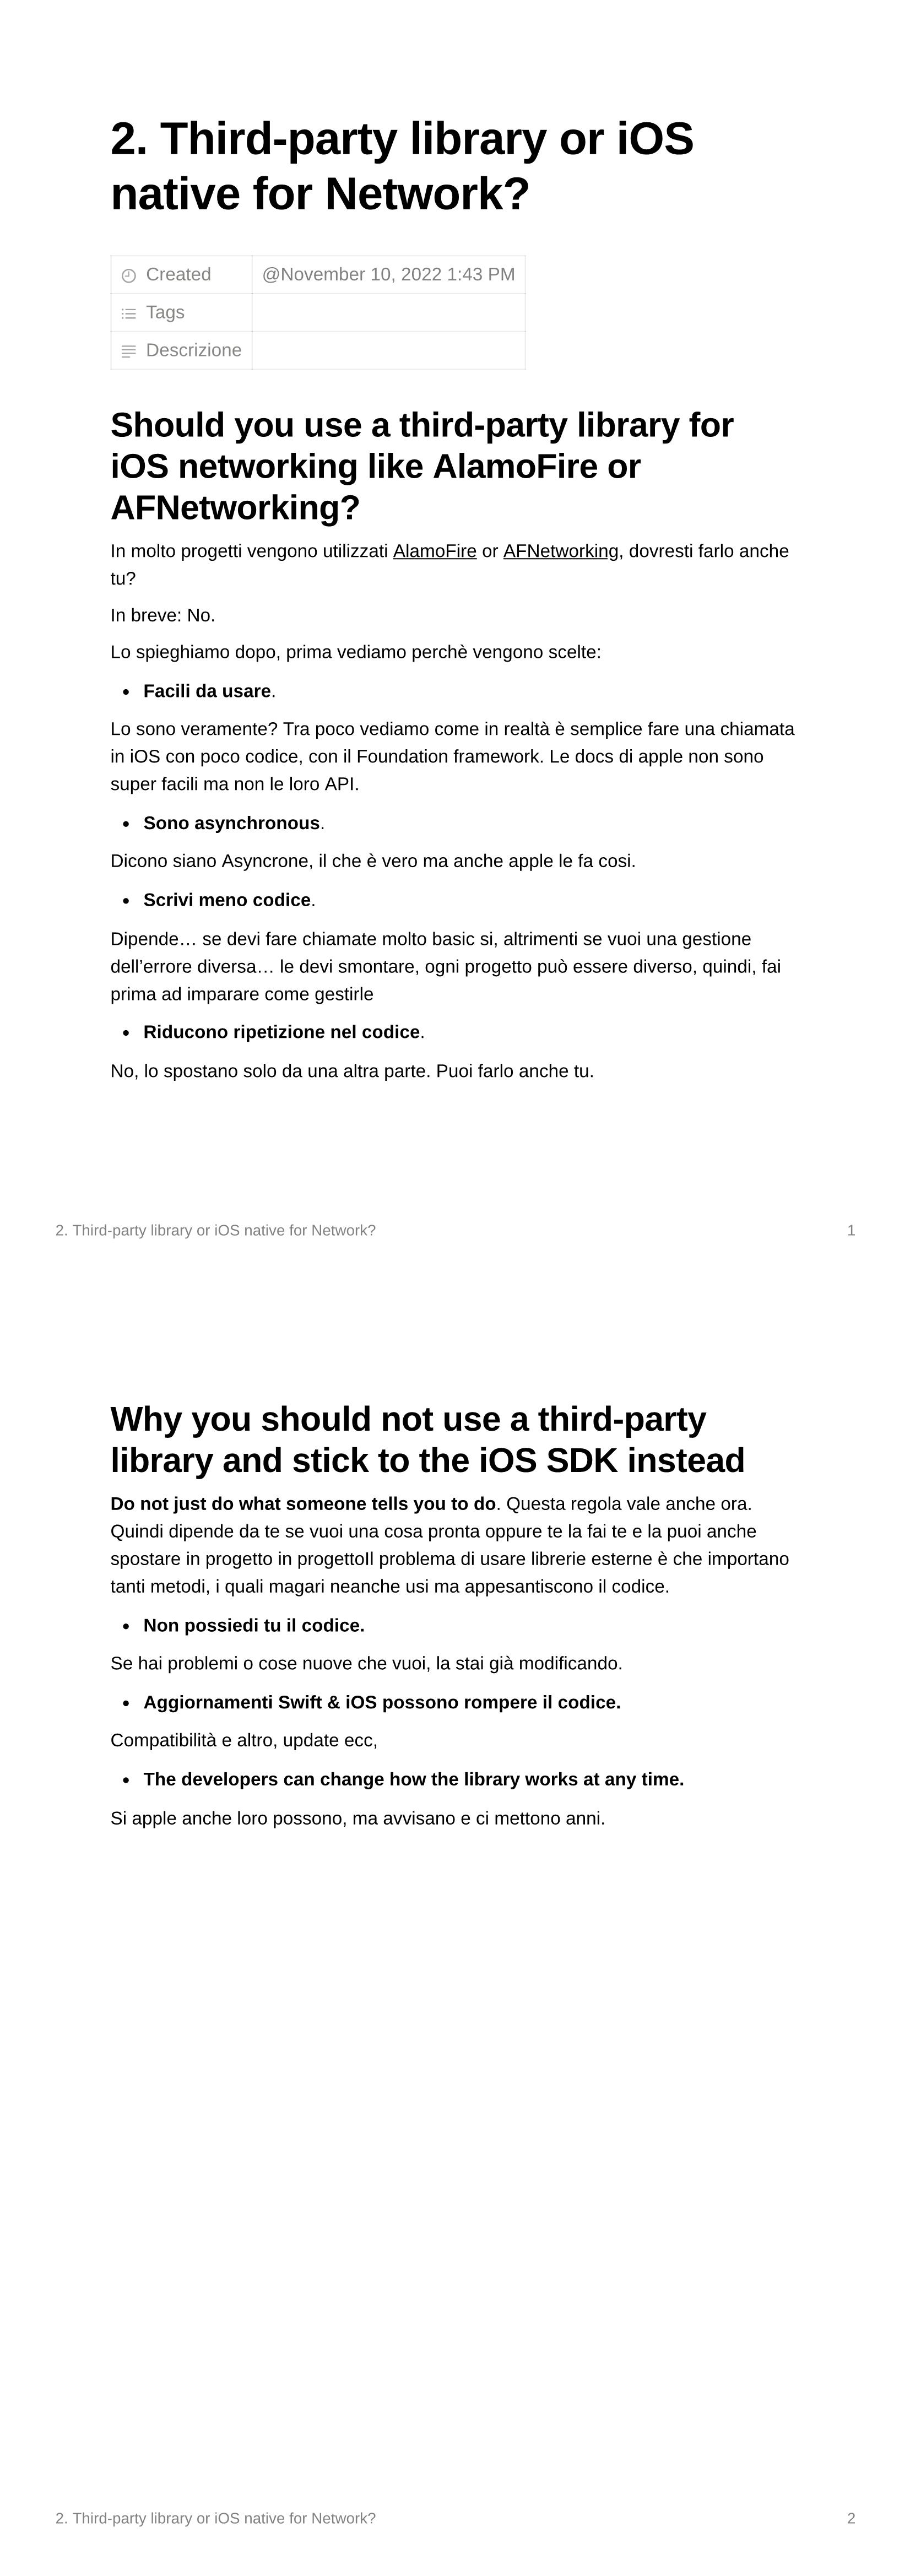 2. Third-party library or iOS
native for Network?
Created @November 10, 2022 1:43 PM
Tags
Descrizione
Should you use a third-party library for
iOS networking like AlamoFire or
AFNetworking?
In molto progetti vengono utilizzati AlamoFire or AFNetworking, dovresti farlo anche
tu?
In breve: No.
Lo spieghiamo dopo, prima vediamo perchè vengono scelte:
• Facili da usare.
Lo sono veramente? Tra poco vediamo come in realtà è semplice fare una chiamata
in iOS con poco codice, con il Foundation framework. Le docs di apple non sono
super facili ma non le loro API.
• Sono asynchronous.
Dicono siano Asyncrone, il che è vero ma anche apple le fa cosi.
• Scrivi meno codice.
Dipende… se devi fare chiamate molto basic si, altrimenti se vuoi una gestione
dell’errore diversa… le devi smontare, ogni progetto può essere diverso, quindi, fai
prima ad imparare come gestirle
• Riducono ripetizione nel codice.
No, lo spostano solo da una altra parte. Puoi farlo anche tu.
2. Third-party library or iOS native for Network? 1
Why you should not use a third-party
library and stick to the iOS SDK instead
Do not just do what someone tells you to do. Questa regola vale anche ora.
Quindi dipende da te se vuoi una cosa pronta oppure te la fai te e la puoi anche
spostare in progetto in progettoIl problema di usare librerie esterne è che importano
tanti metodi, i quali magari neanche usi ma appesantiscono il codice.
• Non possiedi tu il codice.
Se hai problemi o cose nuove che vuoi, la stai già modificando.
• Aggiornamenti Swift & iOS possono rompere il codice.
Compatibilità e altro, update ecc,
• The developers can change how the library works at any time.
Si apple anche loro possono, ma avvisano e ci mettono anni.
2. Third-party library or iOS native for Network? 2